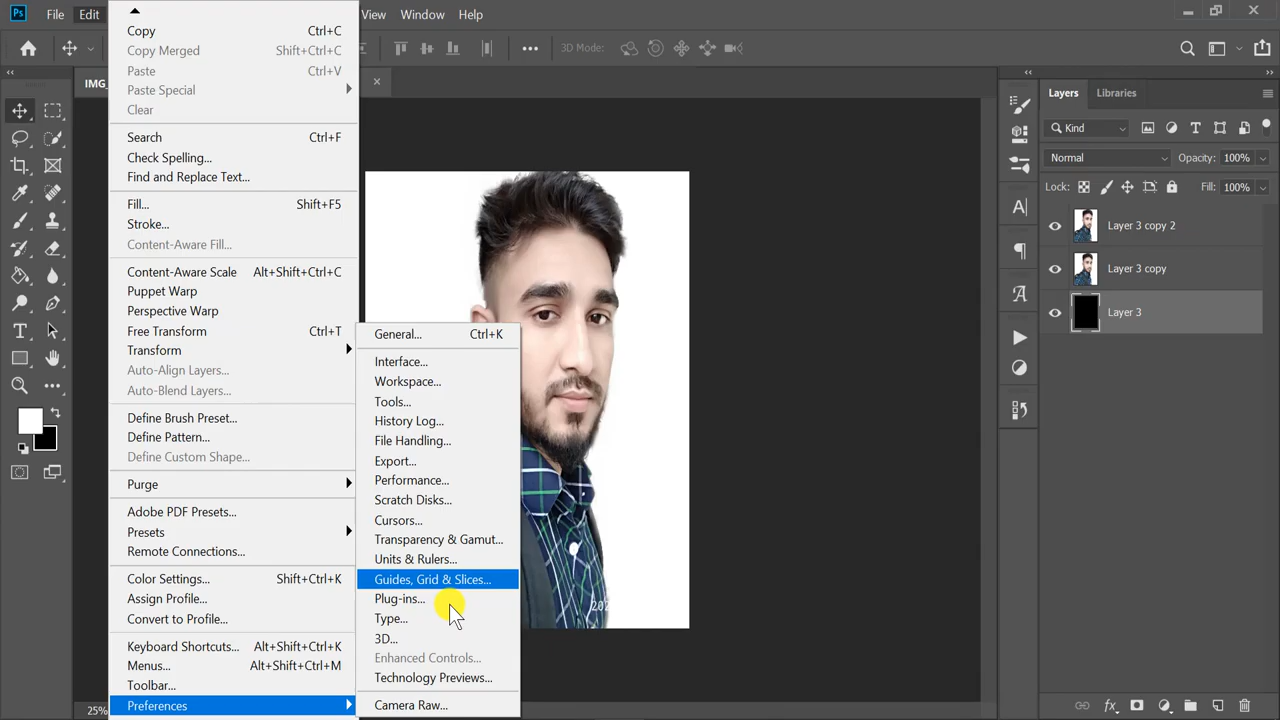 Ps File Edit View Window Help
3D Mode:
IMG_
Copy Ctrl+C
Copy Merged Shift+Ctrl+C
Paste Ctrl+V
Paste Special
Clear
Search Ctrl+F
Check Spelling...
Find and Replace Text...
Fill... Shift+F5
Stroke...
Content-Aware Fill...
Content-Aware Scale Alt+Shift+Ctrl+C
Puppet Warp
Perspective Warp
Free Transform Ctrl+T
Transform
Auto-Align Layers...
Auto-Blend Layers...
Define Brush Preset...
Define Pattern...
Define Custom Shape...
Purge
Adobe PDF Presets...
Presets
Remote Connections...
Color Settings... Shift+Ctrl+K
Assign Profile...
Convert to Profile...
Keyboard Shortcuts... Alt+Shift+Ctrl+K
Menus... Alt+Shift+Ctrl+M
Toolbar...
Preferences
General... Ctrl+K
Interface...
Workspace...
Tools...
History Log...
File Handling...
Export...
Performance...
Scratch Disks...
Cursors...
Transparency & Gamut...
Units & Rulers...
Guides, Grid & Slices...
Plug-ins...
Type...
3D...
Enhanced Controls...
Technology Previews...
Camera Raw...
202
25%
Layers Libraries
Kind
Normal Opacity: 100%
Lock: Fill: 100%
Layer 3 copy 2
Layer 3 copy
Layer 3